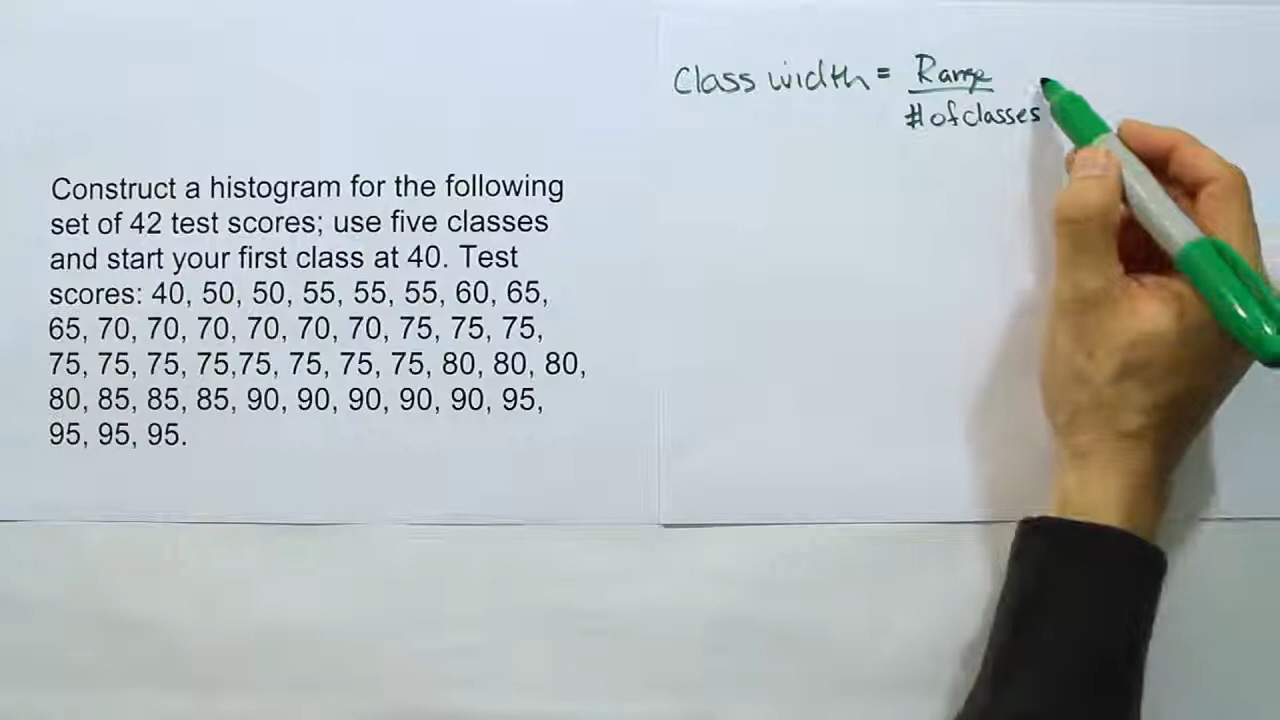 Class width = Range
# of classes
Construct a histogram for the following
set of 42 test scores; use five classes
and start your first class at 40. Test
scores: 40, 50, 50, 55, 55, 55, 60, 65,
65, 70, 70, 70, 70, 70, 70, 75, 75, 75,
75, 75, 75, 75,75, 75, 75, 75, 80, 80, 80,
80, 85, 85, 85, 90, 90, 90, 90, 90, 95,
95, 95, 95.